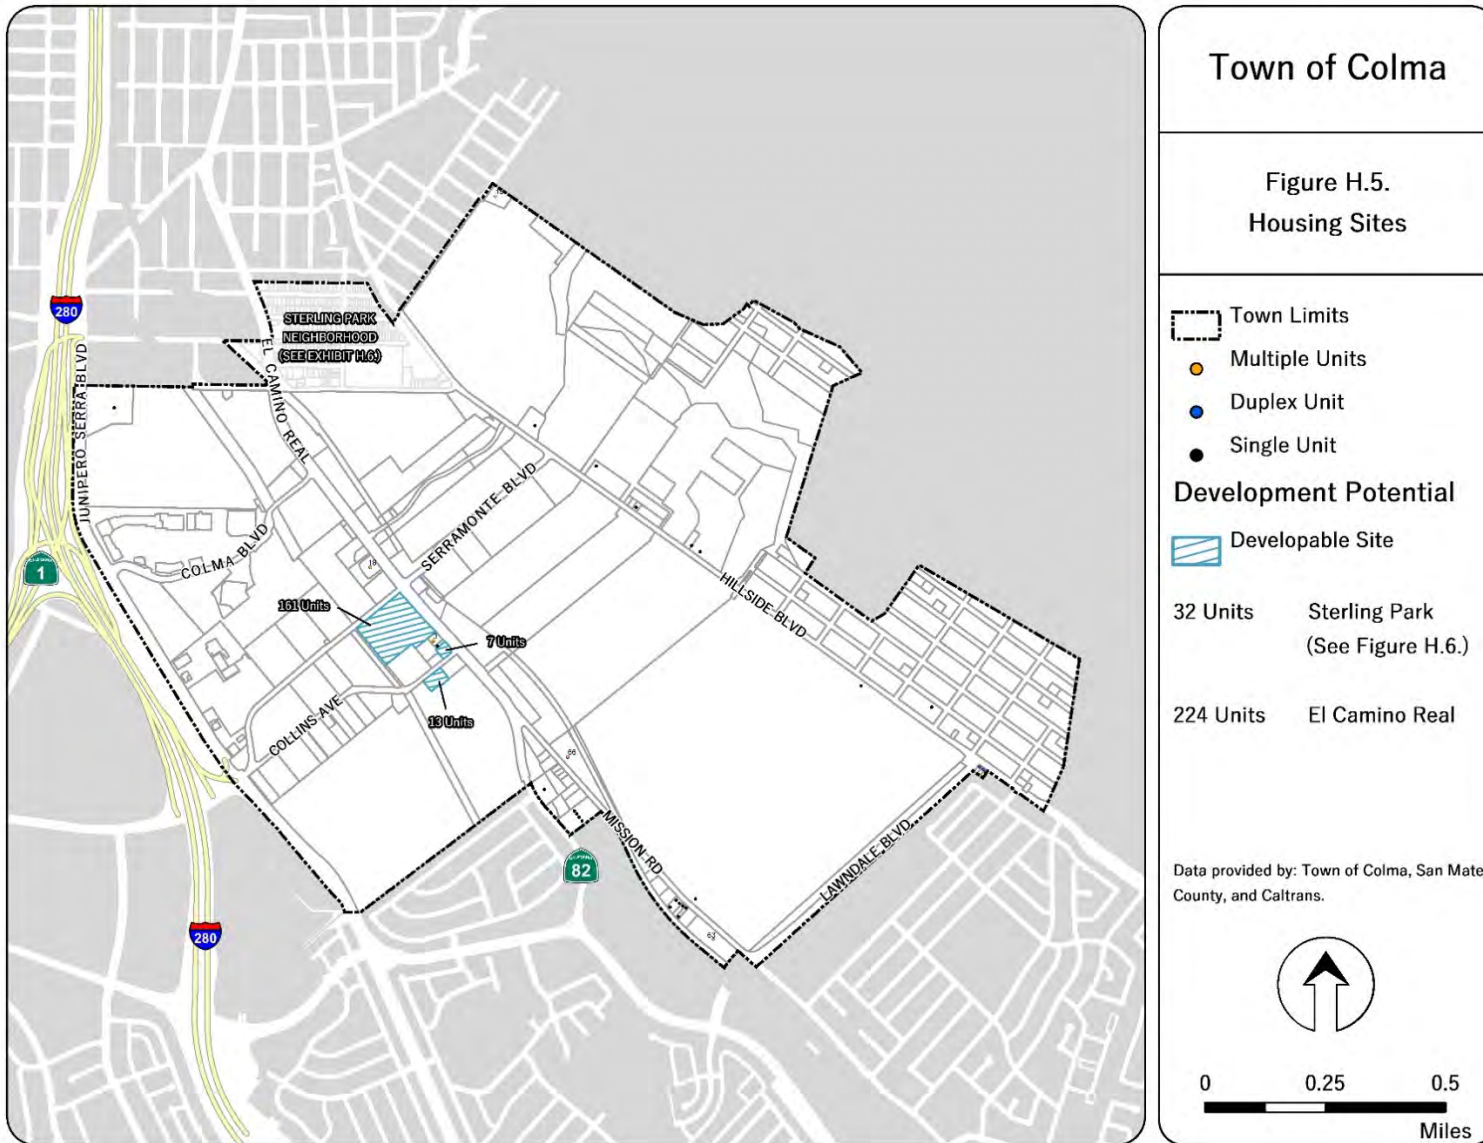 STERLING PARK
NEIGHBORHOOD
(SEE EXHIBIT H.6.)
280
JUNIPERO SERRA BLVD
EL CAMINO REAL
1
COLMA BLVD
SERRAMONTE BLVD
18
161 Units
7 Units
13 Units
COLLINS AVE
HILLSIDE BLVD
66
MISSION RD
82
LAWNDALE BLVD
63
280
Town of Colma
Figure H.5.
Housing Sites
Town Limits
Multiple Units
Duplex Unit
Single Unit
Development Potential
Developable Site
32 Units Sterling Park
(See Figure H.6.)
224 Units El Camino Real
Data provided by: Town of Colma, San Mate
County, and Caltrans.
0 0.25 0.5
Miles